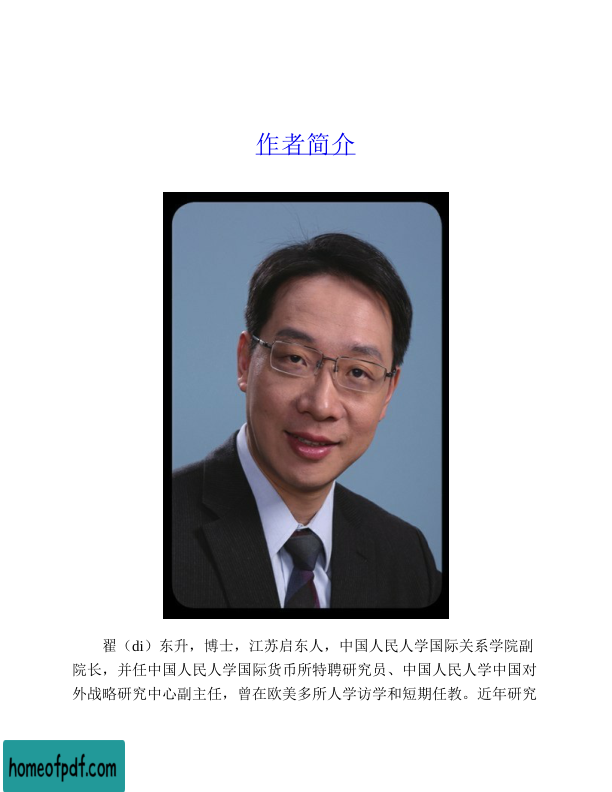 作者简介
翟（di）东升，博士，江苏启东人，中国人民人学国际关系学院副
院长，并任中国人民人学国际货币所特聘研究员、中国人民人学中国对
外战略研究中心副主任，曾在欧美多所人学访学和短期任教。近年研究
homeofpdf.com